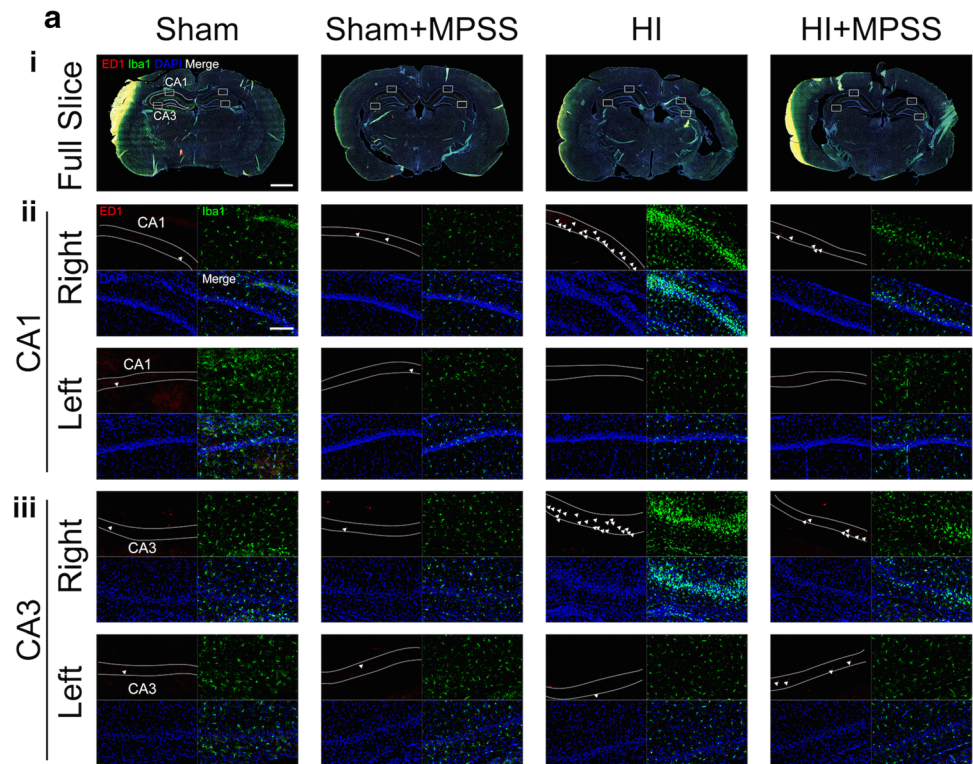 a
Sham
Sham+MPSS
HI
HI+MPSS
i
Full Slice
ED1 Iba1 DAPI Merge
CA1
CA3
ii
CA1
Right
ED1
Iba1
CA1
DAPI
Merge
Left
CA1
iii
CA3
Right
CA3
Left
CA3